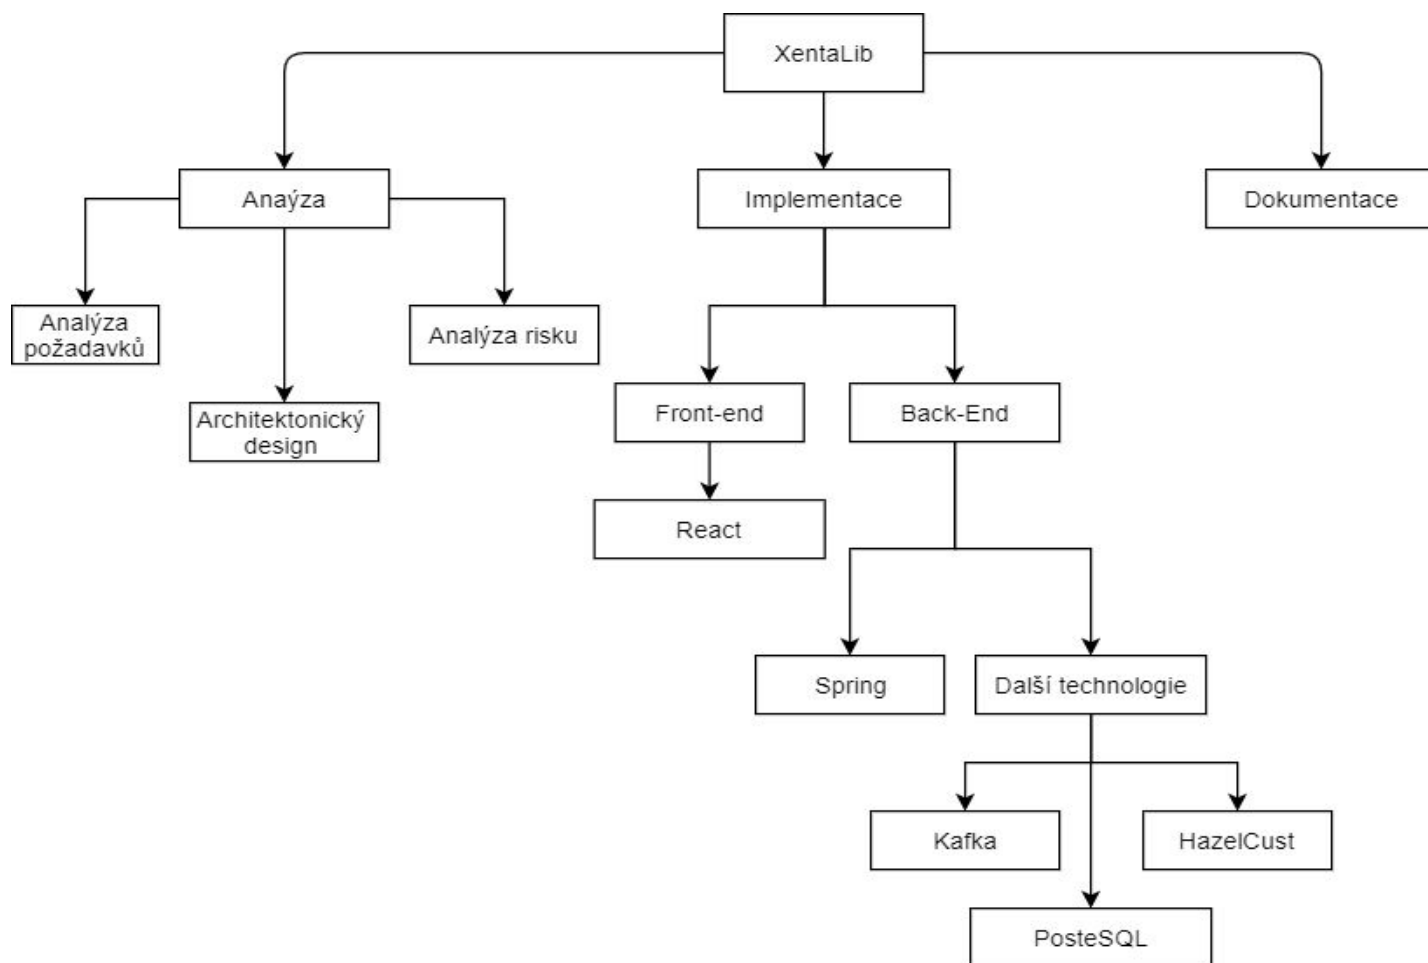 XentaLib
Anaýza
Implementace
Dokumentace
Analýza
požadavků
Analýza risku
Architektonický
design
Front-end
Back-End
React
Spring
Další technologie
Kafka
HazelCust
PosteSQL